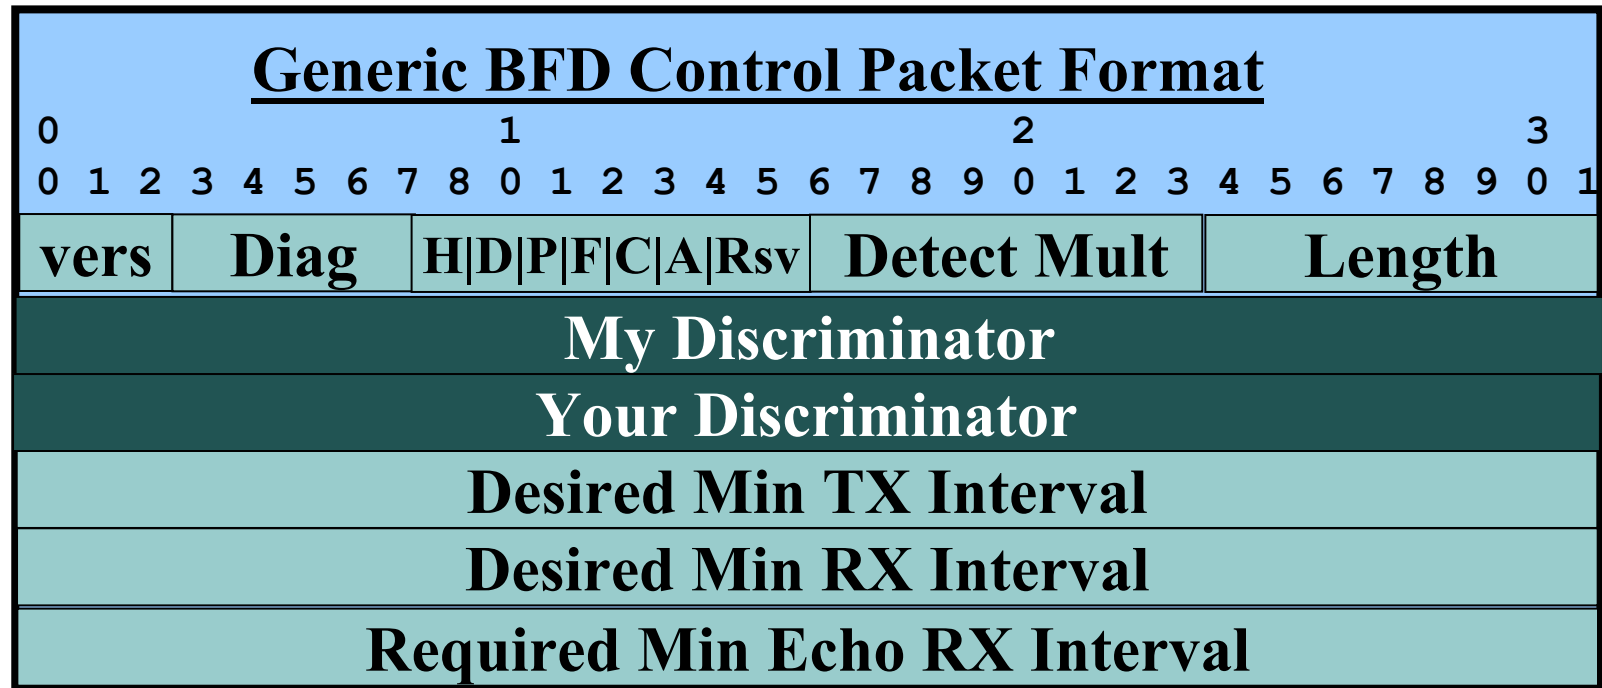 Generic BFD Control Packet Format
0 1 2 3
0 1 2 3 4 5 6 7 8 0 1 2 3 4 5 6 7 8 9 0 1 2 3 4 5 6 7 8 9 0 1
vers Diag H|D|P|F|C|A|Rsv Detect Mult Length
My Discriminator
Your Discriminator
Desired Min TX Interval
Desired Min RX Interval
Required Min Echo RX Interval